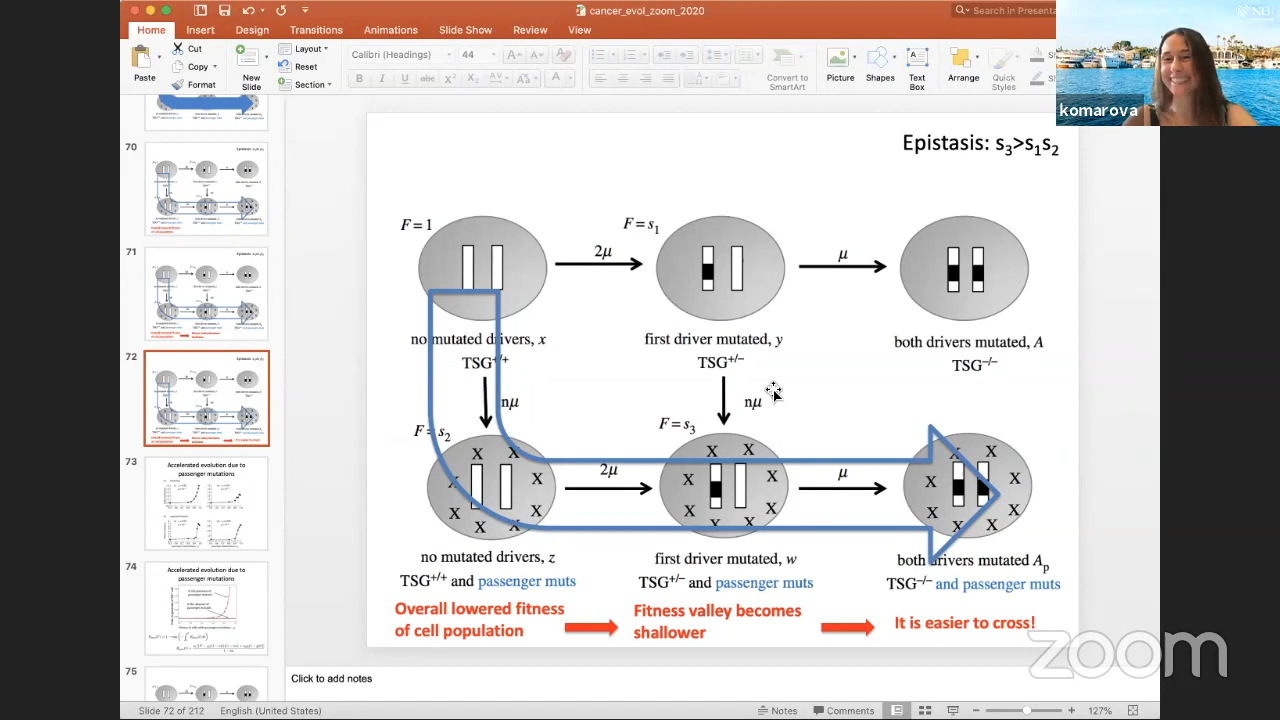 cancer_evol_zoom_2020
Search in Presenta
Home Insert Design Transitions Animations Slide Show Review View
Paste
Cut
Copy
Format
New
Slide
Layout
Reset
Section
Calibri (Headings)
44
Convert to
SmartArt
Picture
Shapes
Text
Box
Arrange
Quick
Styles
komarova
70
71
72
73
Accelerated evolution due to
passenger mutations
74
Accelerated evolution due to
passenger mutations
75
Epistasis: s3>s1s2
F = 1
F = s1
2μ
μ
no mutated drivers, x
TSG+/+
first driver mutated, y
TSG+/−
both drivers mutated, A
TSG−/−
nμ
nμ
F = s3
2μ
μ
no mutated drivers, z
TSG+/+ and passenger muts
first driver mutated, w
TSG+/− and passenger muts
both drivers mutated Ap
TSG−/− and passenger muts
Overall lowered fitness
of cell population
Fitness valley becomes
shallower
It is easier to cross!
zoom
Click to add notes
Slide 72 of 212
English (United States)
Notes
Comments
127%